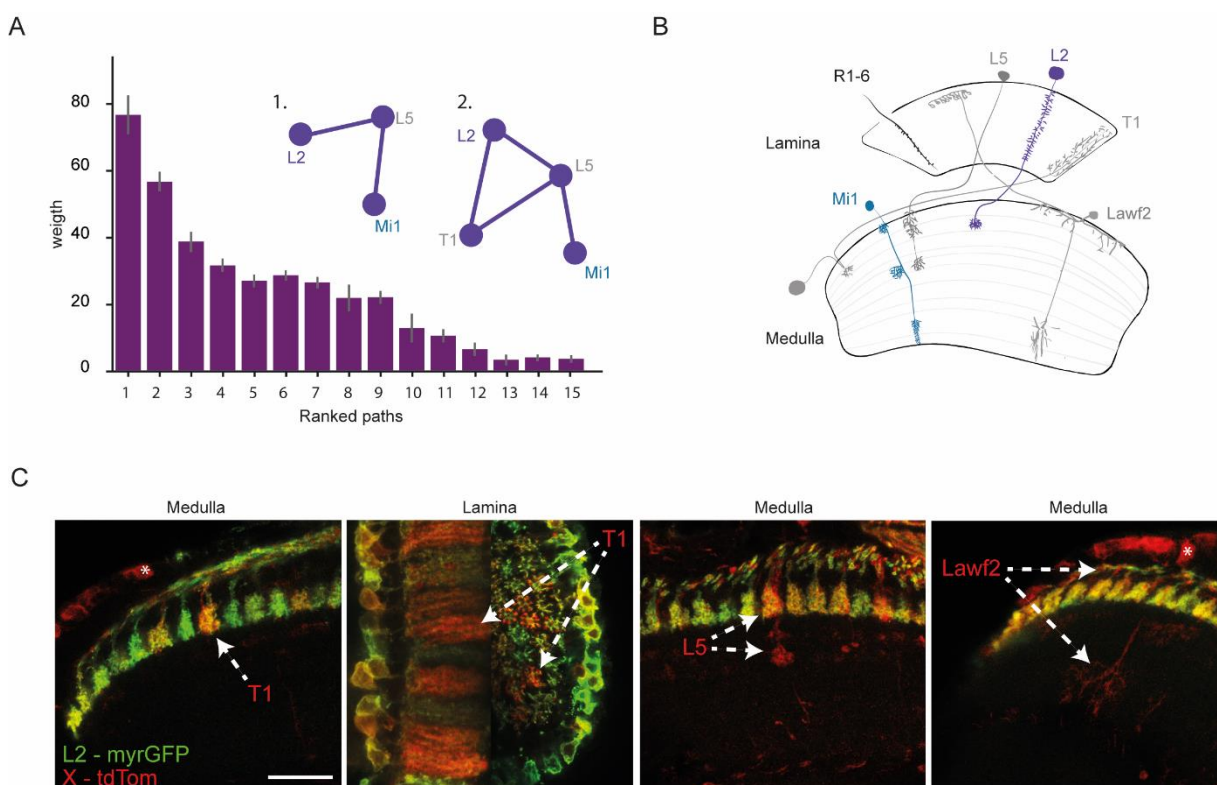 A
80
60
40
20
0
weigth
1 2 3 4 5 6 7 8 9 10 11 12 13 14 15
Ranked paths
1.
L2
L5
Mi1
2.
L2
L5
T1
Mi1
B
R1-6
L5
L2
T1
Lamina
Mi1
Lawf2
Medulla
C
Medulla
*
T1
L2 - myrGFP
X - tdTom
Lamina
T1
Medulla
L5
Medulla
*
Lawf2